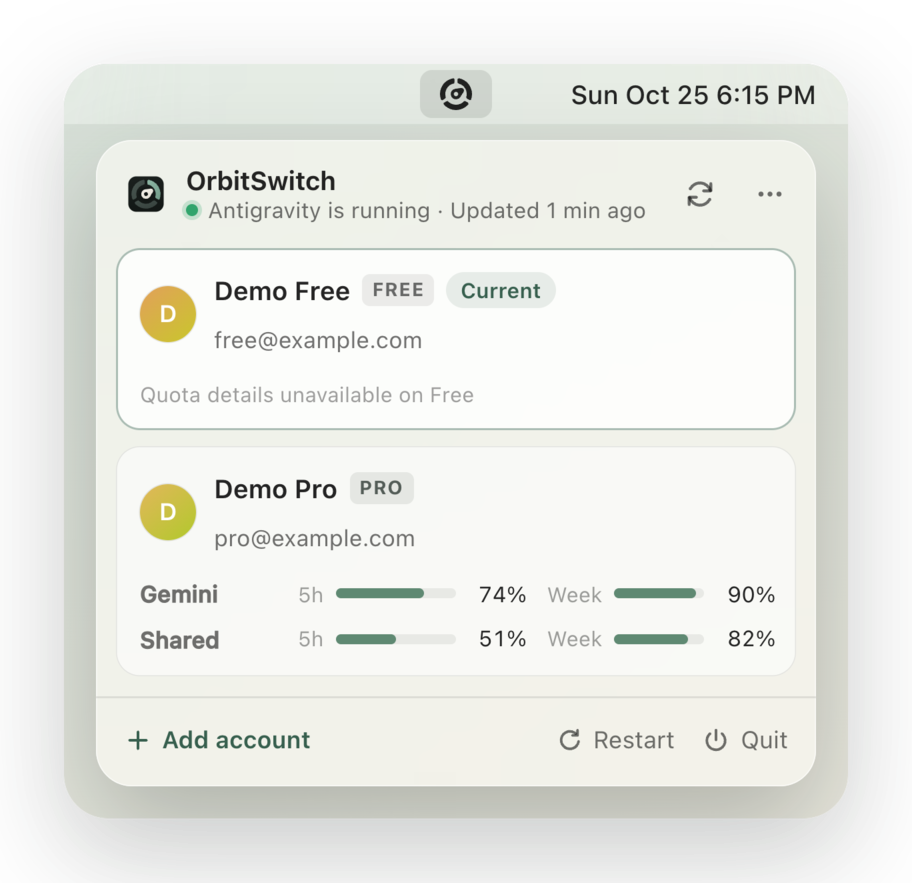 Sun Oct 25 6:15 PM
OrbitSwitch
Antigravity is running · Updated 1 min ago
D
Demo Free FREE Current
free@example.com
Quota details unavailable on Free
D
Demo Pro PRO
pro@example.com
Gemini 5h 74% Week 90%
Shared 5h 51% Week 82%
+ Add account Restart Quit